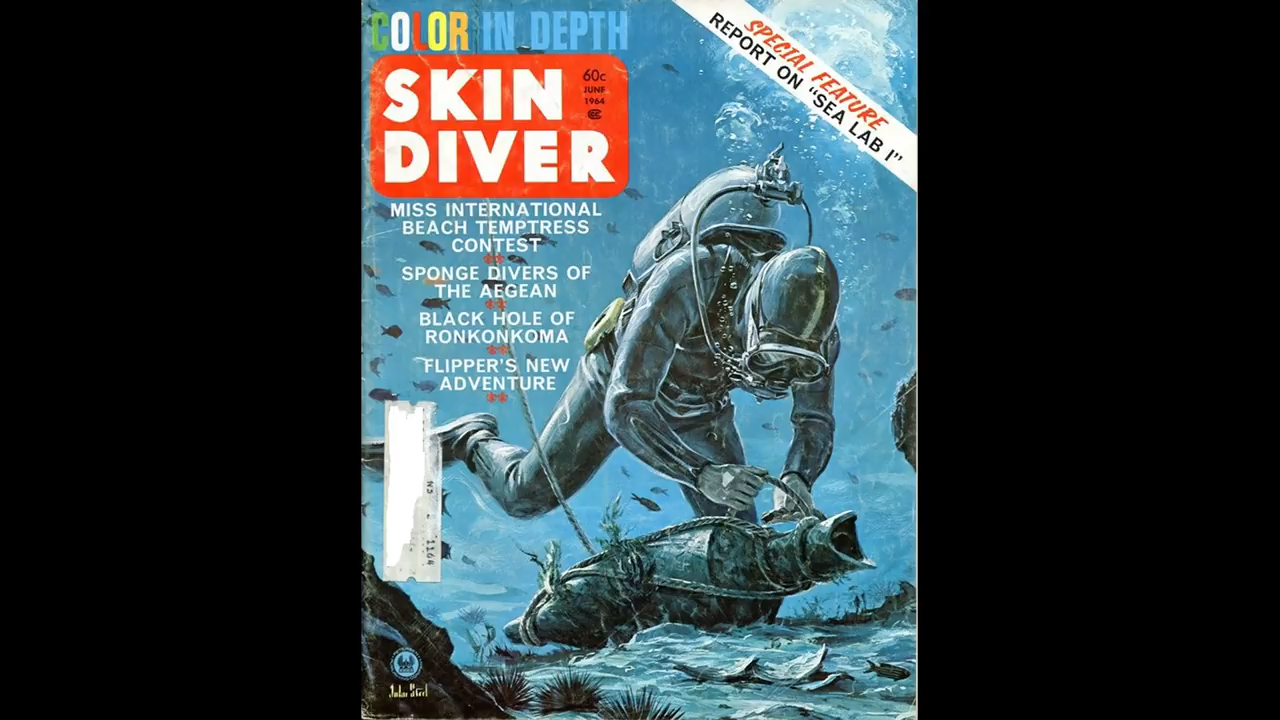 COLOR IN DEPTH
SPECIAL FEATURE
REPORT ON "SEA LAB I"
SKIN
DIVER
60c
JUNE
1964
MISS INTERNATIONAL
BEACH TEMPTRESS
CONTEST
**
SPONGE DIVERS OF
THE AEGEAN
**
BLACK HOLE OF
RONKONKOMA
**
FLIPPER'S NEW
ADVENTURE
**